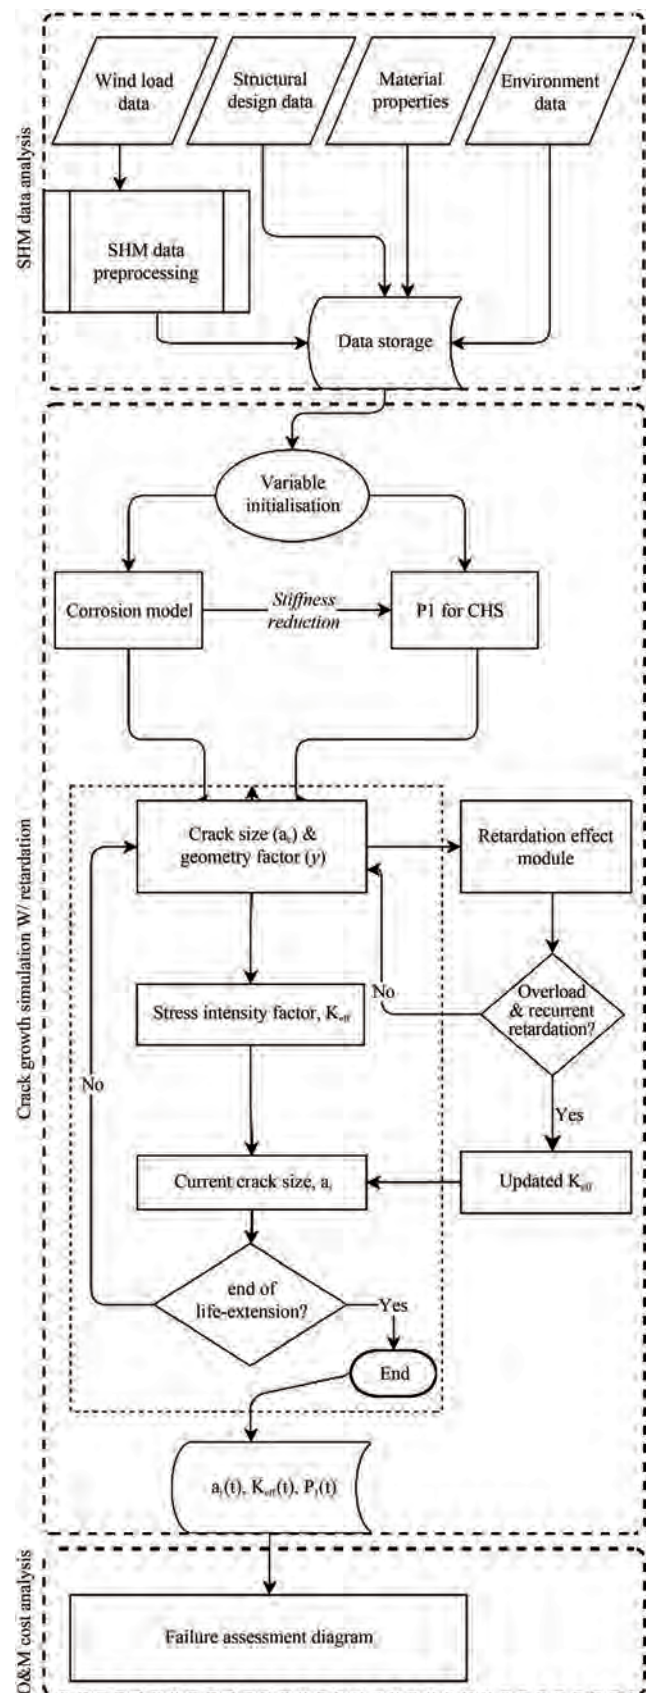 Wind load
data
Structural
design data
Material
properties
Environment
data
SHM data analysis
SHM data
preprocessing
Data storage
Variable
initialisation
Corrosion model
Stiffness
reduction
P1 for CHS
Crack growth simulation W/ retardation
Crack size (a) &
geometry factor (y)
Retardation effect
module
Stress intensity factor, Keff
No
Overload
& recurrent
retardation?
No
Yes
Current crack size, ai
Updated Keff
end of
life-extension?
Yes
End
(t), Keff(t), (t)
O&M cost analysis
Failure assessment diagram